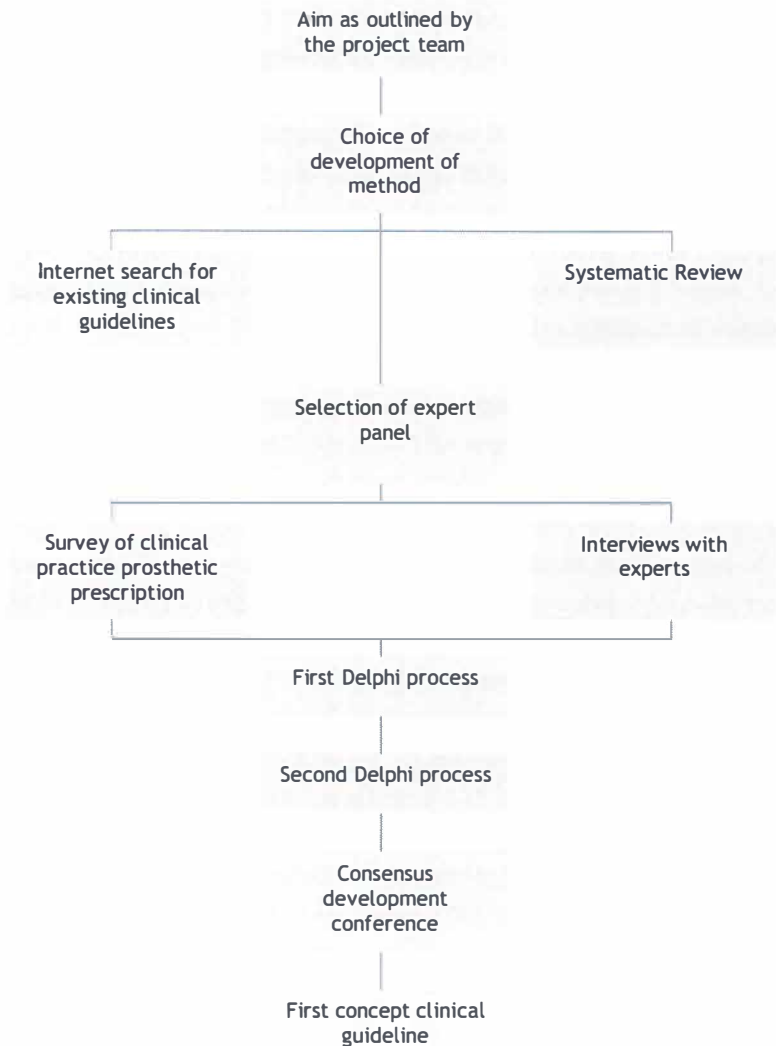 Aim as outlined by
the project team
Choice of
development of
method
Internet search for
existing clinical
guidelines
Systematic Review
Selection of expert
panel
Survey of clinical
practice prosthetic
prescription
Interviews with
experts
First Delphi process
Second Delphi process
Consensus
development
conference
First concept clinical
guideline